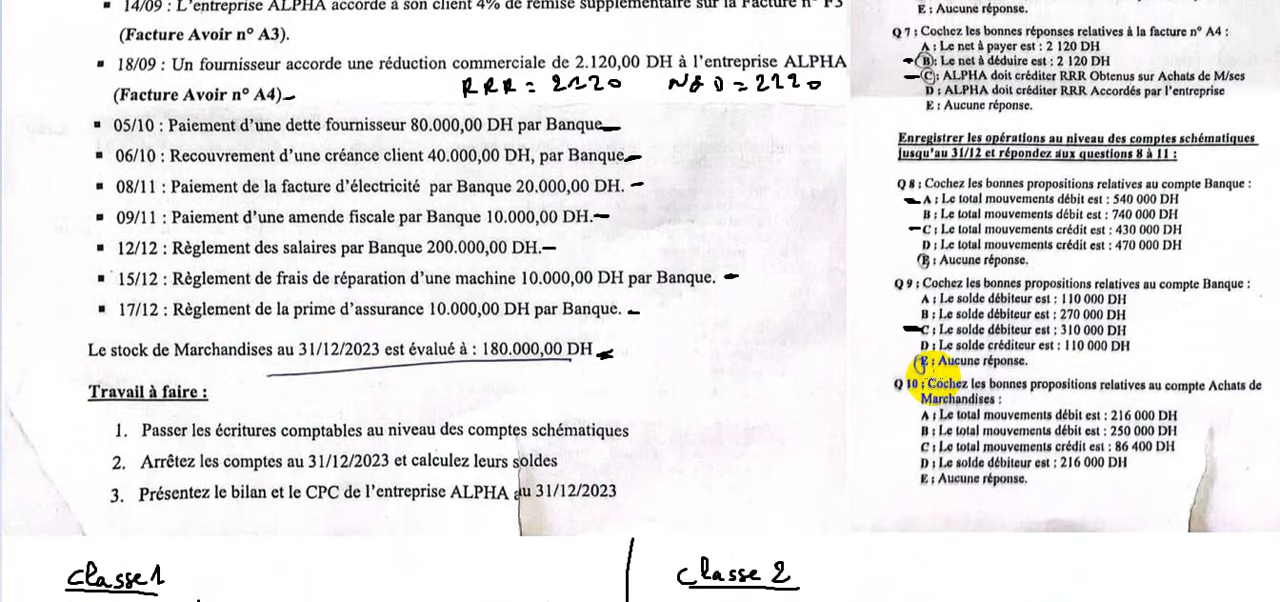 ▪ 14/09 : L'entreprise ALPHA accorde à son client 4% de remise supplémentaire sur la Facture n° F3
(Facture Avoir n° A3).
▪ 18/09 : Un fournisseur accorde une réduction commerciale de 2.120,00 DH à l'entreprise ALPHA
(Facture Avoir n° A4)
RRR = 2120 N à D = 2120
▪ 05/10 : Paiement d'une dette fournisseur 80.000,00 DH par Banque
▪ 06/10 : Recouvrement d'une créance client 40.000,00 DH, par Banque
▪ 08/11 : Paiement de la facture d'électricité par Banque 20.000,00 DH.
▪ 09/11 : Paiement d'une amende fiscale par Banque 10.000,00 DH.
▪ 12/12 : Règlement des salaires par Banque 200.000,00 DH.
▪ 15/12 : Règlement de frais de réparation d'une machine 10.000,00 DH par Banque.
▪ 17/12 : Règlement de la prime d'assurance 10.000,00 DH par Banque.
Le stock de Marchandises au 31/12/2023 est évalué à : 180.000,00 DH
Travail à faire :
1. Passer les écritures comptables au niveau des comptes schématiques
2. Arrêtez les comptes au 31/12/2023 et calculez leurs soldes
3. Présentez le bilan et le CPC de l'entreprise ALPHA au 31/12/2023
E : Aucune réponse.
Q 7 : Cochez les bonnes réponses relatives à la facture n° A4 :
A : Le net à payer est : 2 120 DH
B : Le net à déduire est : 2 120 DH
C : ALPHA doit créditer RRR Obtenus sur Achats de M/ses
D : ALPHA doit créditer RRR Accordés par l'entreprise
E : Aucune réponse.
Enregistrer les opérations au niveau des comptes schématiques
jusqu'au 31/12 et répondez aux questions 8 à 11 :
Q 8 : Cochez les bonnes propositions relatives au compte Banque :
A : Le total mouvements débit est : 540 000 DH
B : Le total mouvements débit est : 740 000 DH
C : Le total mouvements crédit est : 430 000 DH
D : Le total mouvements crédit est : 470 000 DH
E : Aucune réponse.
Q 9 : Cochez les bonnes propositions relatives au compte Banque :
A : Le solde débiteur est : 110 000 DH
B : Le solde débiteur est : 270 000 DH
C : Le solde débiteur est : 310 000 DH
D : Le solde créditeur est : 110 000 DH
E : Aucune réponse.
Q 10 : Cochez les bonnes propositions relatives au compte Achats de
Marchandises :
A : Le total mouvements débit est : 216 000 DH
B : Le total mouvements débit est : 250 000 DH
C : Le total mouvements crédit est : 86 400 DH
D : Le solde débiteur est : 216 000 DH
E : Aucune réponse.
Classe 1
Classe 2